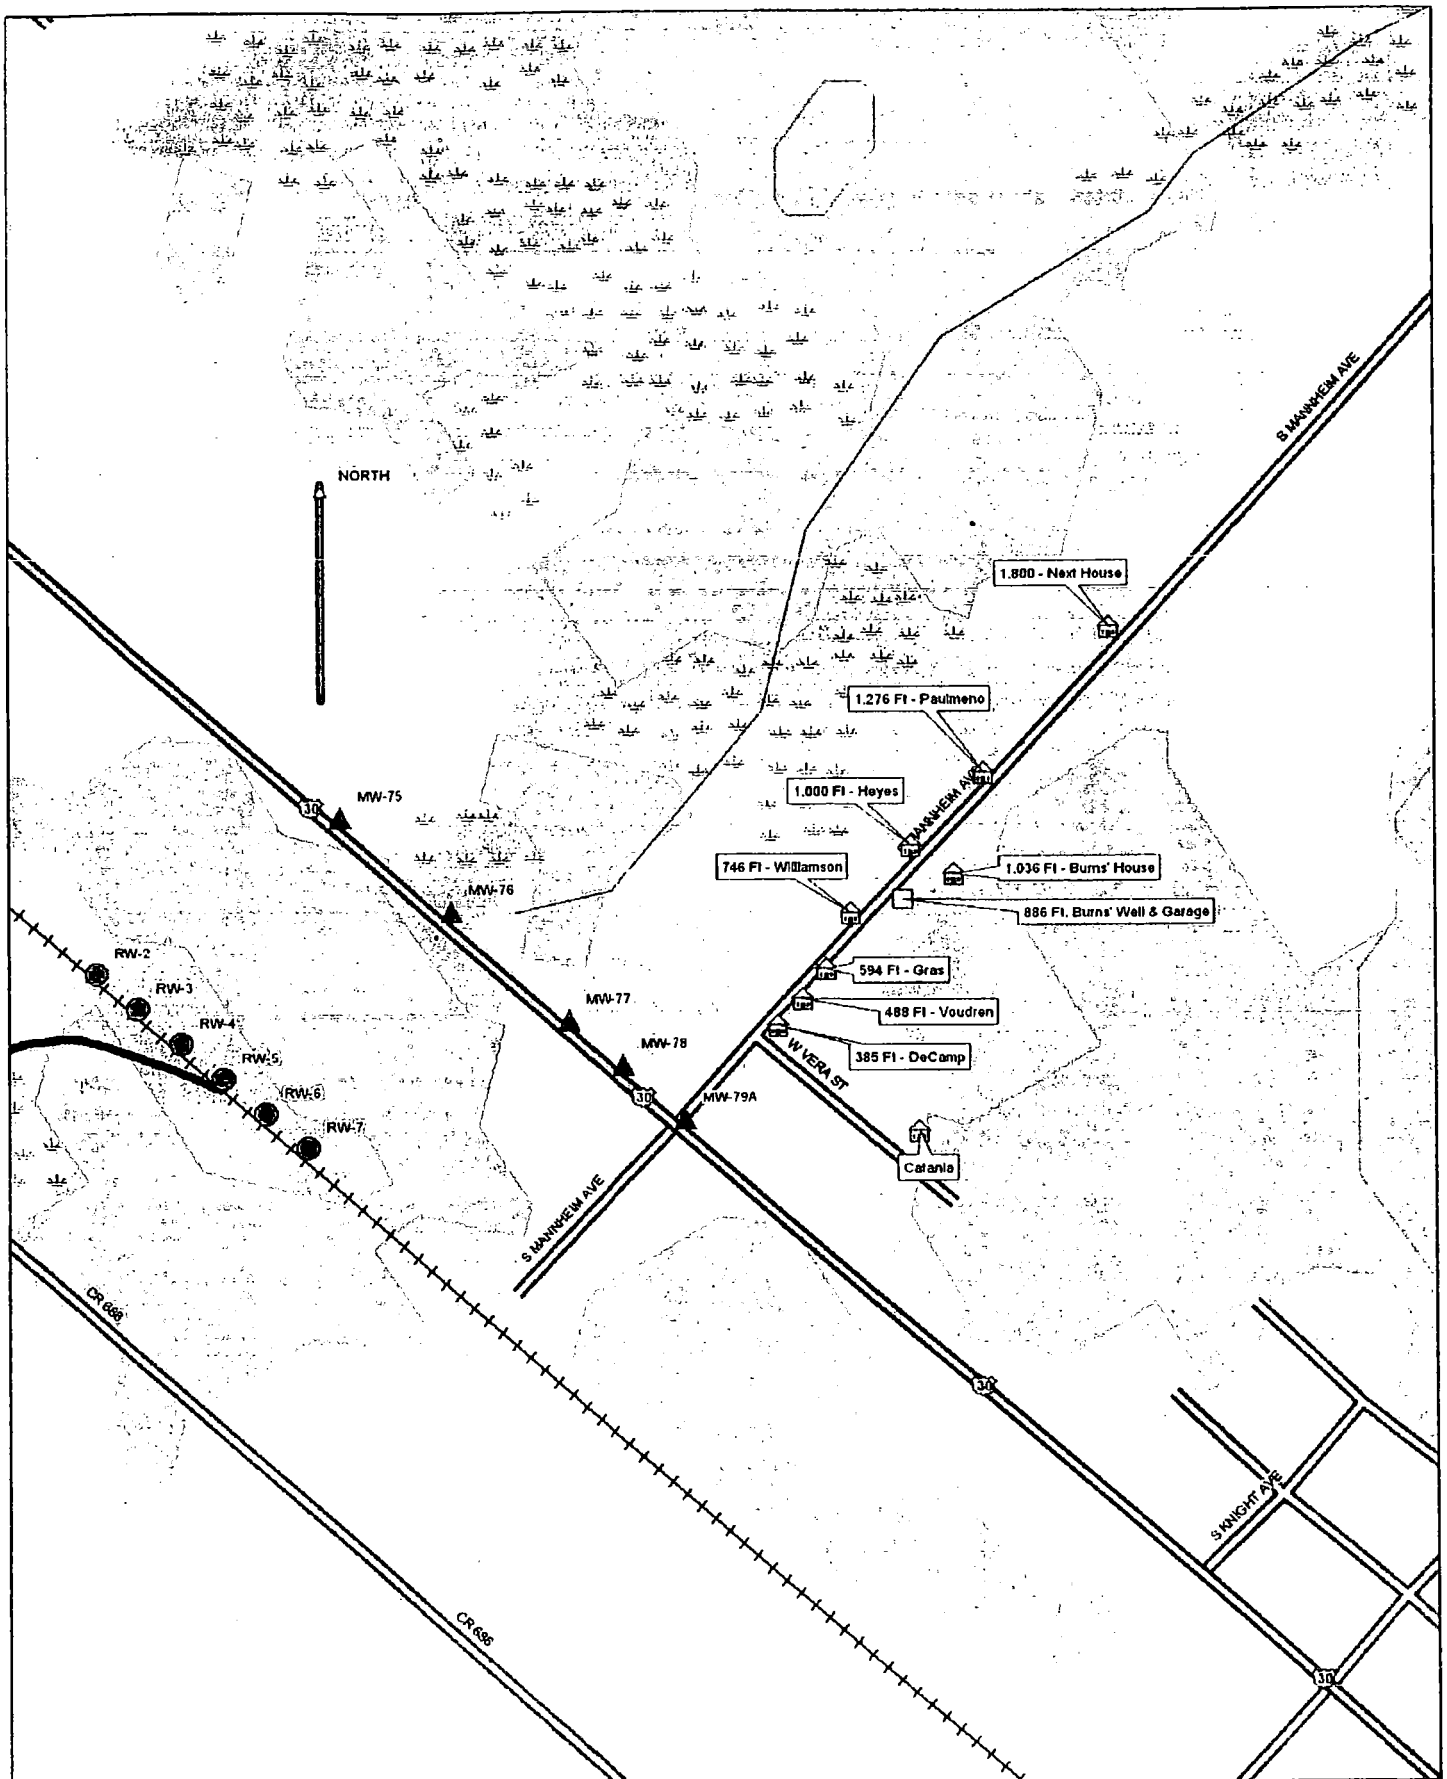 S MANNHEIM AVE
NORTH
1.800 - Next House
1.276 Ft - Paulmeno
1.000 Ft - Heyes
MANNHEIM AVE
30
MW-75
746 Ft - Williamson
1.036 Ft - Burns' House
MW-76
886 Ft. Burns' Well & Garage
RW-2
594 Ft - Gras
RW-3
MW-77
488 Ft - Voudren
RW-4
MW-78
385 Ft - DeCamp
W VERA ST
RW-5
RW-6
30
MW-79A
RW-7
Catania
S MANNHEIM AVE
CR 668
30
S KNIGHT AVE
CR 686
30